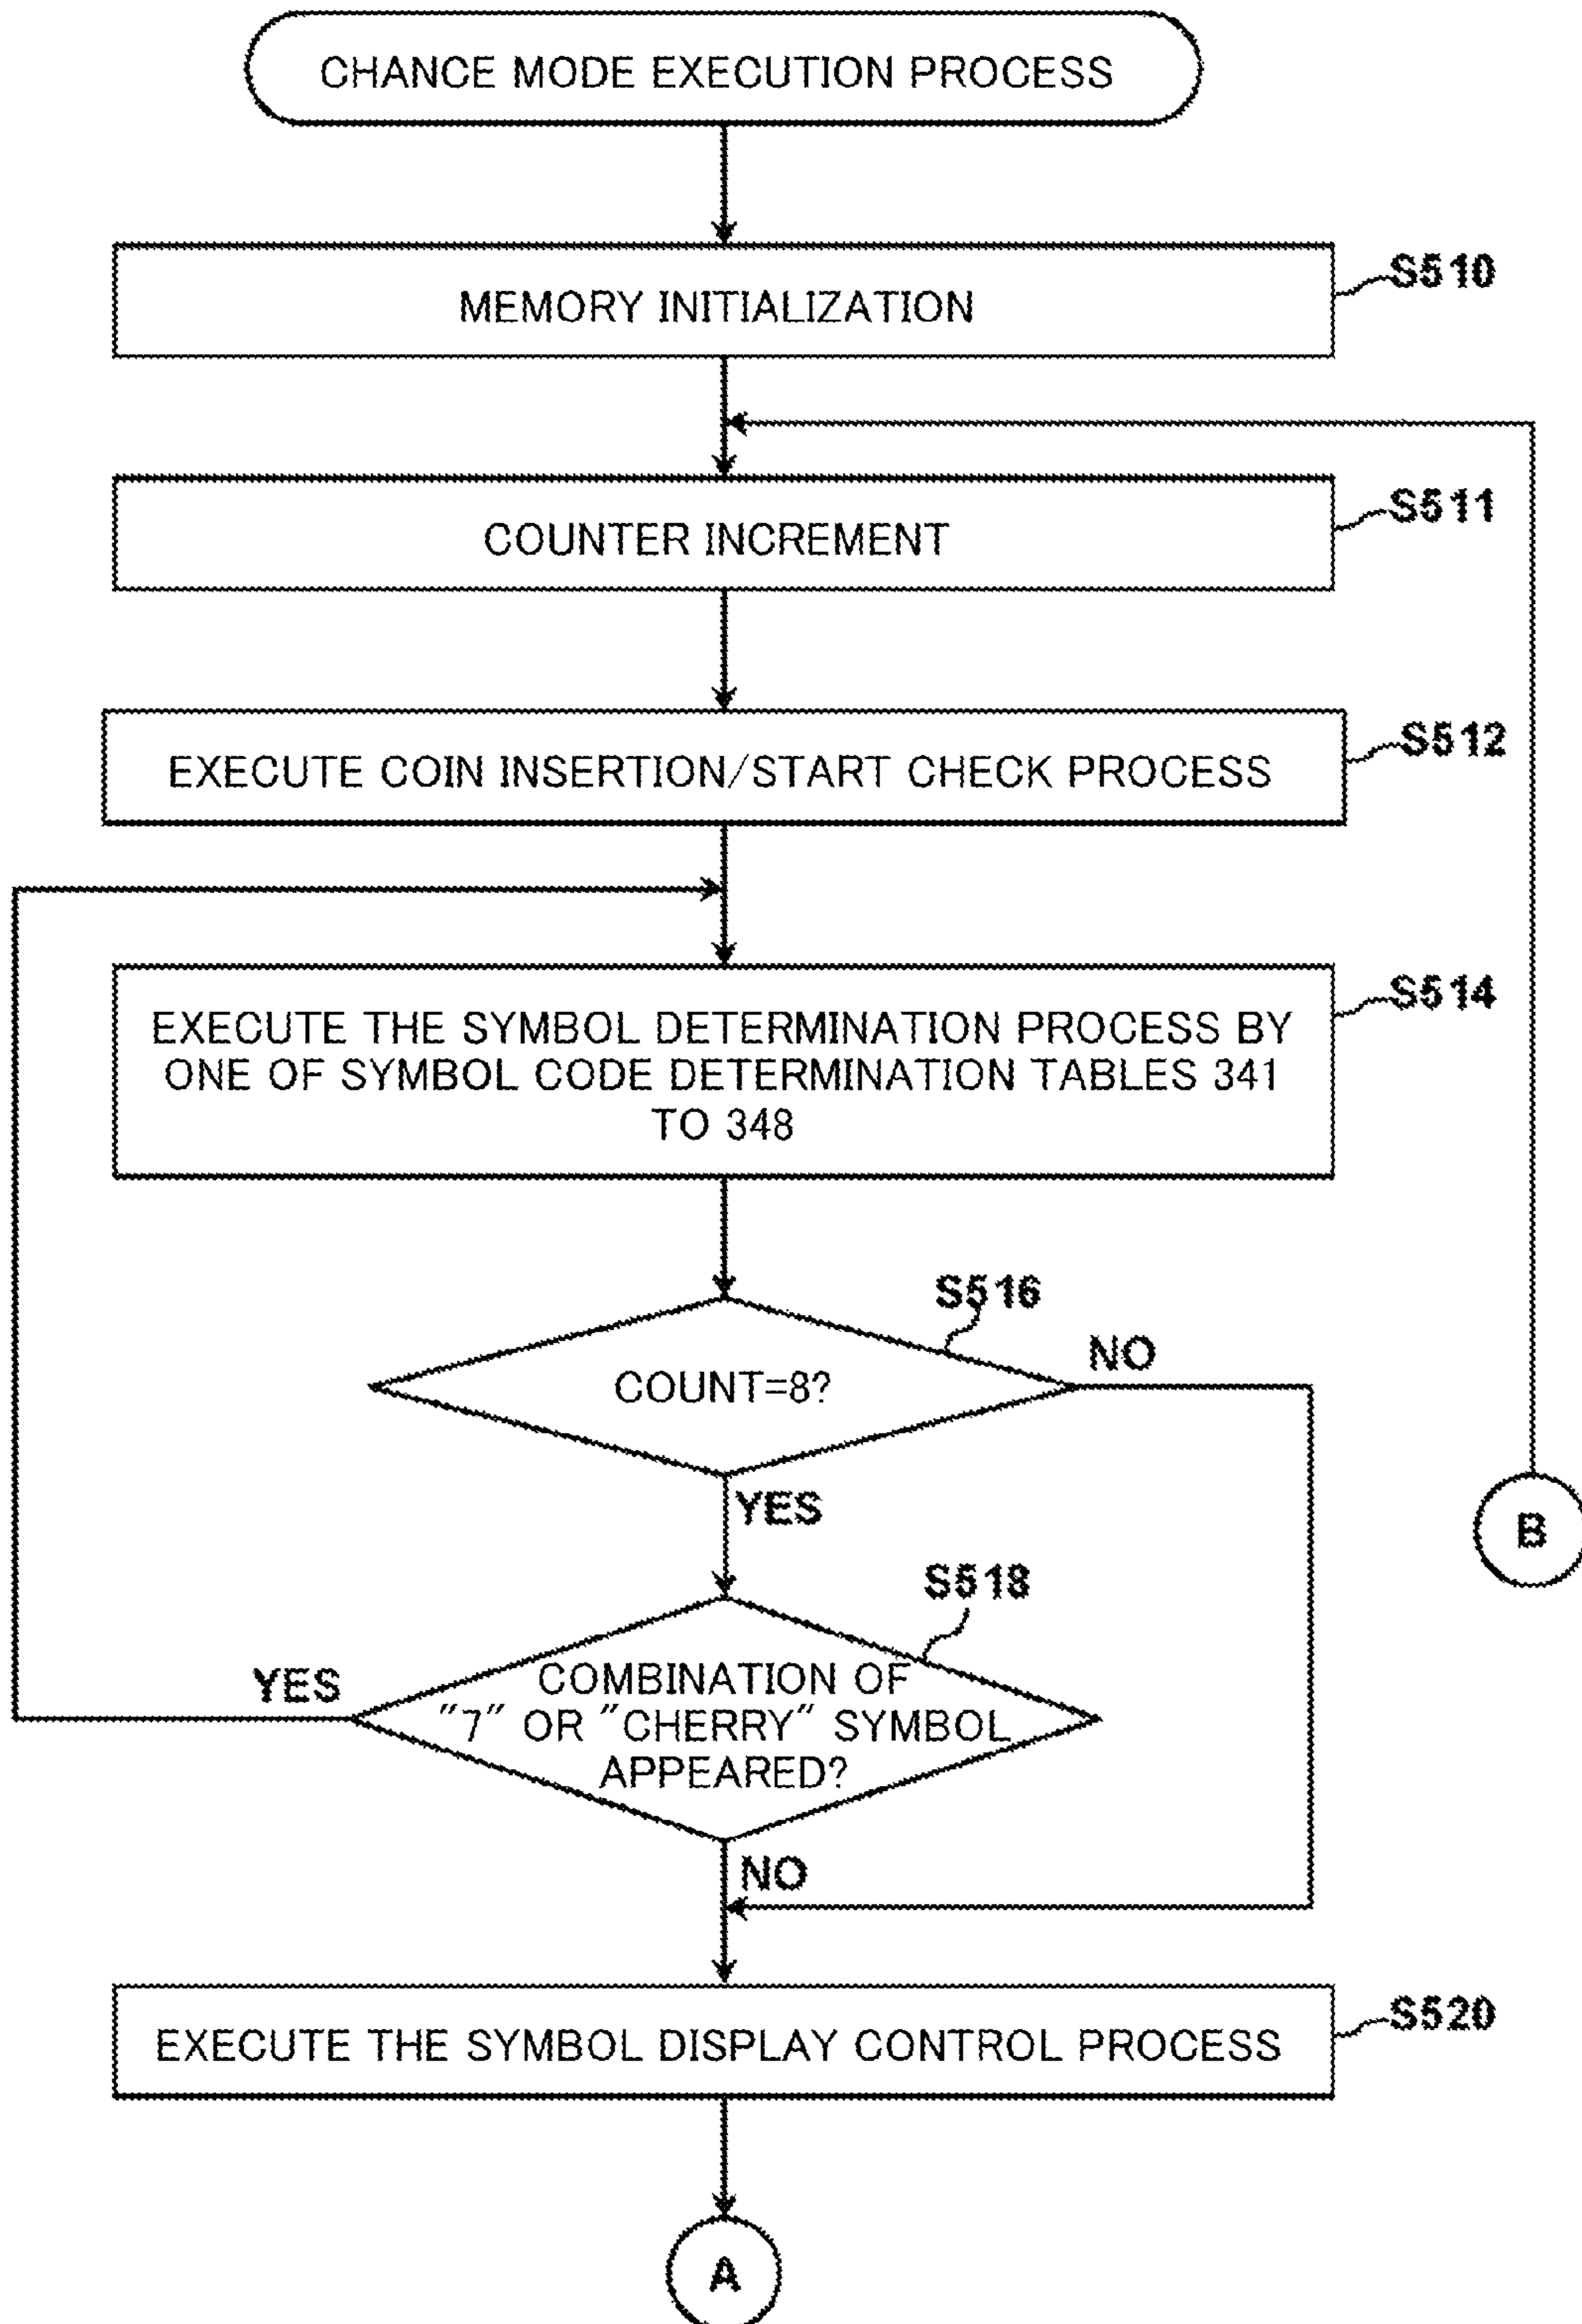 CHANCE MODE EXECUTION PROCESS
MEMORY INITIALIZATION
S510
COUNTER INCREMENT
S511
EXECUTE COIN INSERTION/START CHECK PROCESS
S512
EXECUTE THE SYMBOL DETERMINATION PROCESS BY
ONE OF SYMBOL CODE DETERMINATION TABLES 341
TO 348
S514
COUNT=8?
S516
NO
YES
B
COMBINATION OF
"7" OR "CHERRY" SYMBOL
APPEARED?
S518
YES
NO
EXECUTE THE SYMBOL DISPLAY CONTROL PROCESS
S520
A